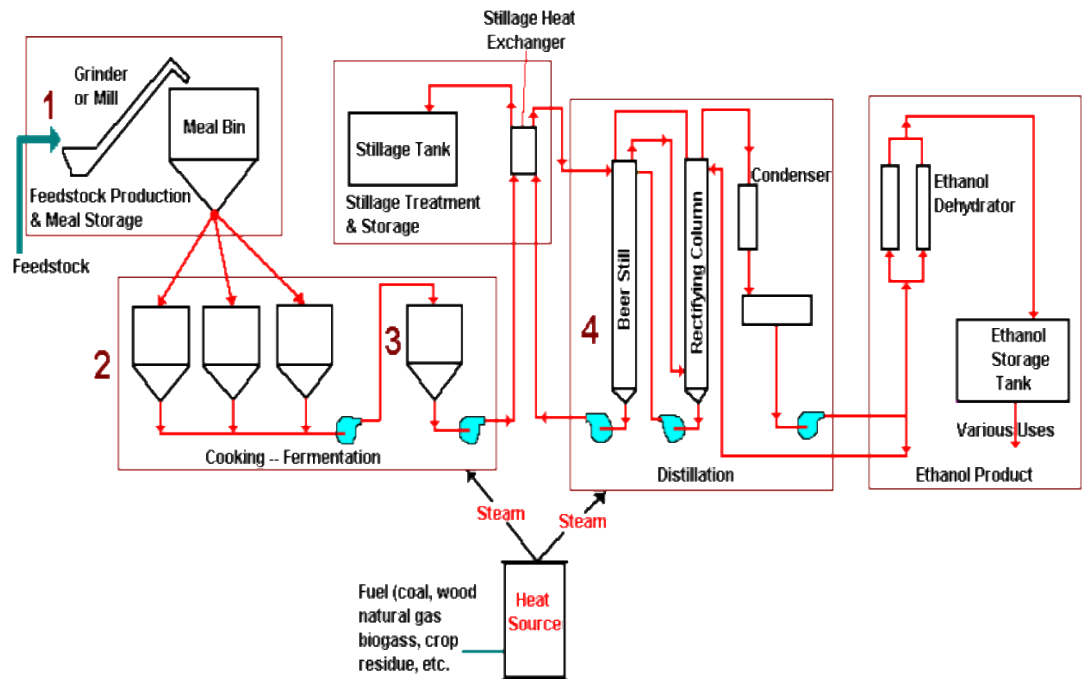 Stillage Heat
Exchanger
1
Grinder
or Mill
Meal Bin
Feedstock Production
& Meal Storage
Feedstock
Stillage Tank
Stillage Treatment
& Storage
2
3
Cooking -- Fermentation
4
Beer Still
Rectifying Column
Condenser
Distillation
Ethanol
Dehydrator
Ethanol
Storage
Tank
Various Uses
Ethanol Product
Steam
Steam
Heat
Source
Fuel (coal, wood
natural gas
biogass, crop
residue, etc.